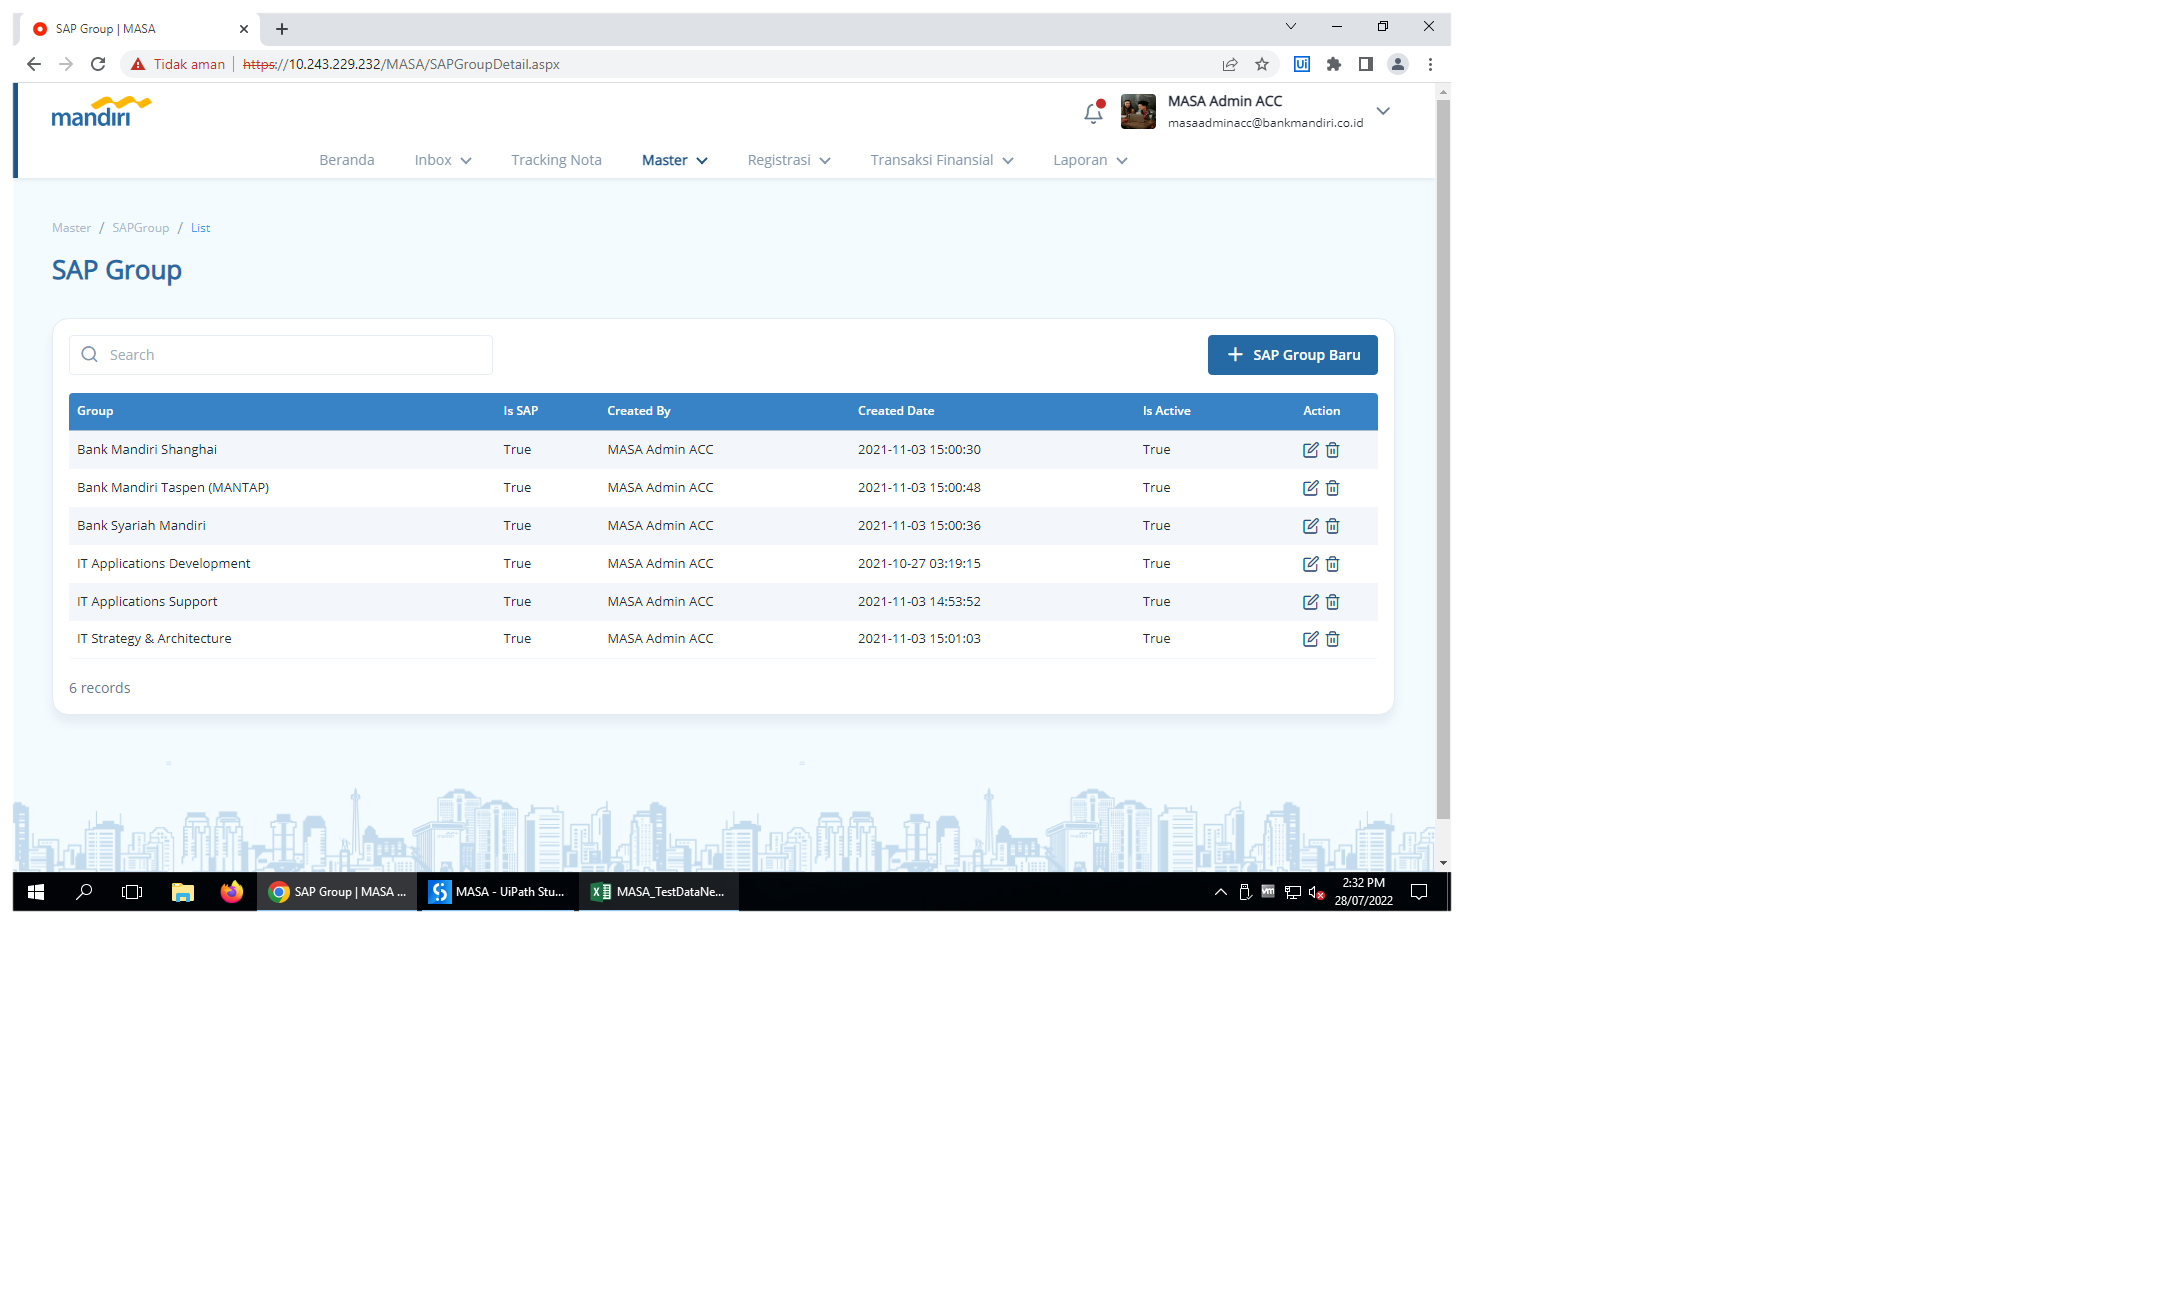 SAP Group | MASA
Tidak aman | https://10.243.229.232/MASA/SAPGroupDetail.aspx
Ui
mandiri
MASA Admin ACC
masaadminacc@bankmandiri.co.id
Beranda Inbox Tracking Nota Master Registrasi Transaksi Finansial Laporan
Master / SAPGroup / List
SAP Group
Search
SAP Group Baru
Group Is SAP Created By Created Date Is Active Action
Bank Mandiri Shanghai True MASA Admin ACC 2021-11-03 15:00:30 True
Bank Mandiri Taspen (MANTAP) True MASA Admin ACC 2021-11-03 15:00:48 True
Bank Syariah Mandiri True MASA Admin ACC 2021-11-03 15:00:36 True
IT Applications Development True MASA Admin ACC 2021-10-27 03:19:15 True
IT Applications Support True MASA Admin ACC 2021-11-03 14:53:52 True
IT Strategy & Architecture True MASA Admin ACC 2021-11-03 15:01:03 True
6 records
SAP Group | MASA ... MASA - UiPath Stu... MASA_TestDataNe... vm 2:32 PM
28/07/2022